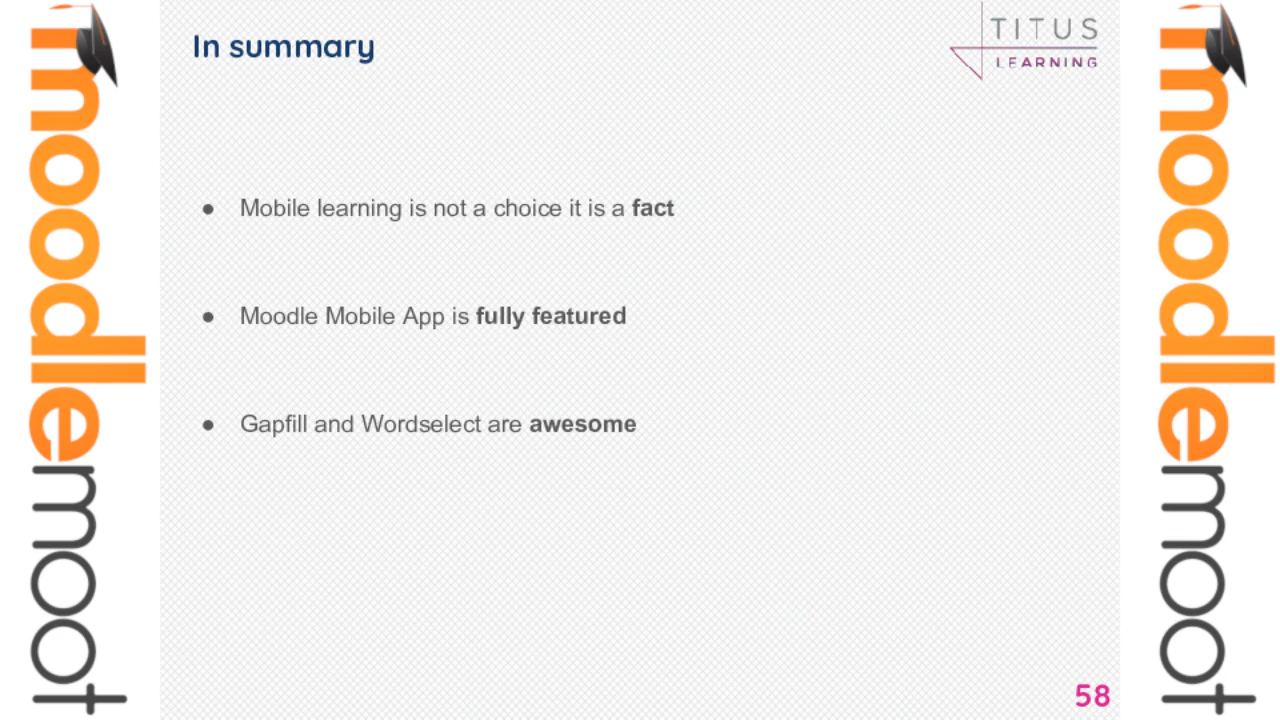 moodlemoot
In summary
TITUS
LEARNING
● Mobile learning is not a choice it is a fact
● Moodle Mobile App is fully featured
● Gapfill and Wordselect are awesome
58
moodlemoot